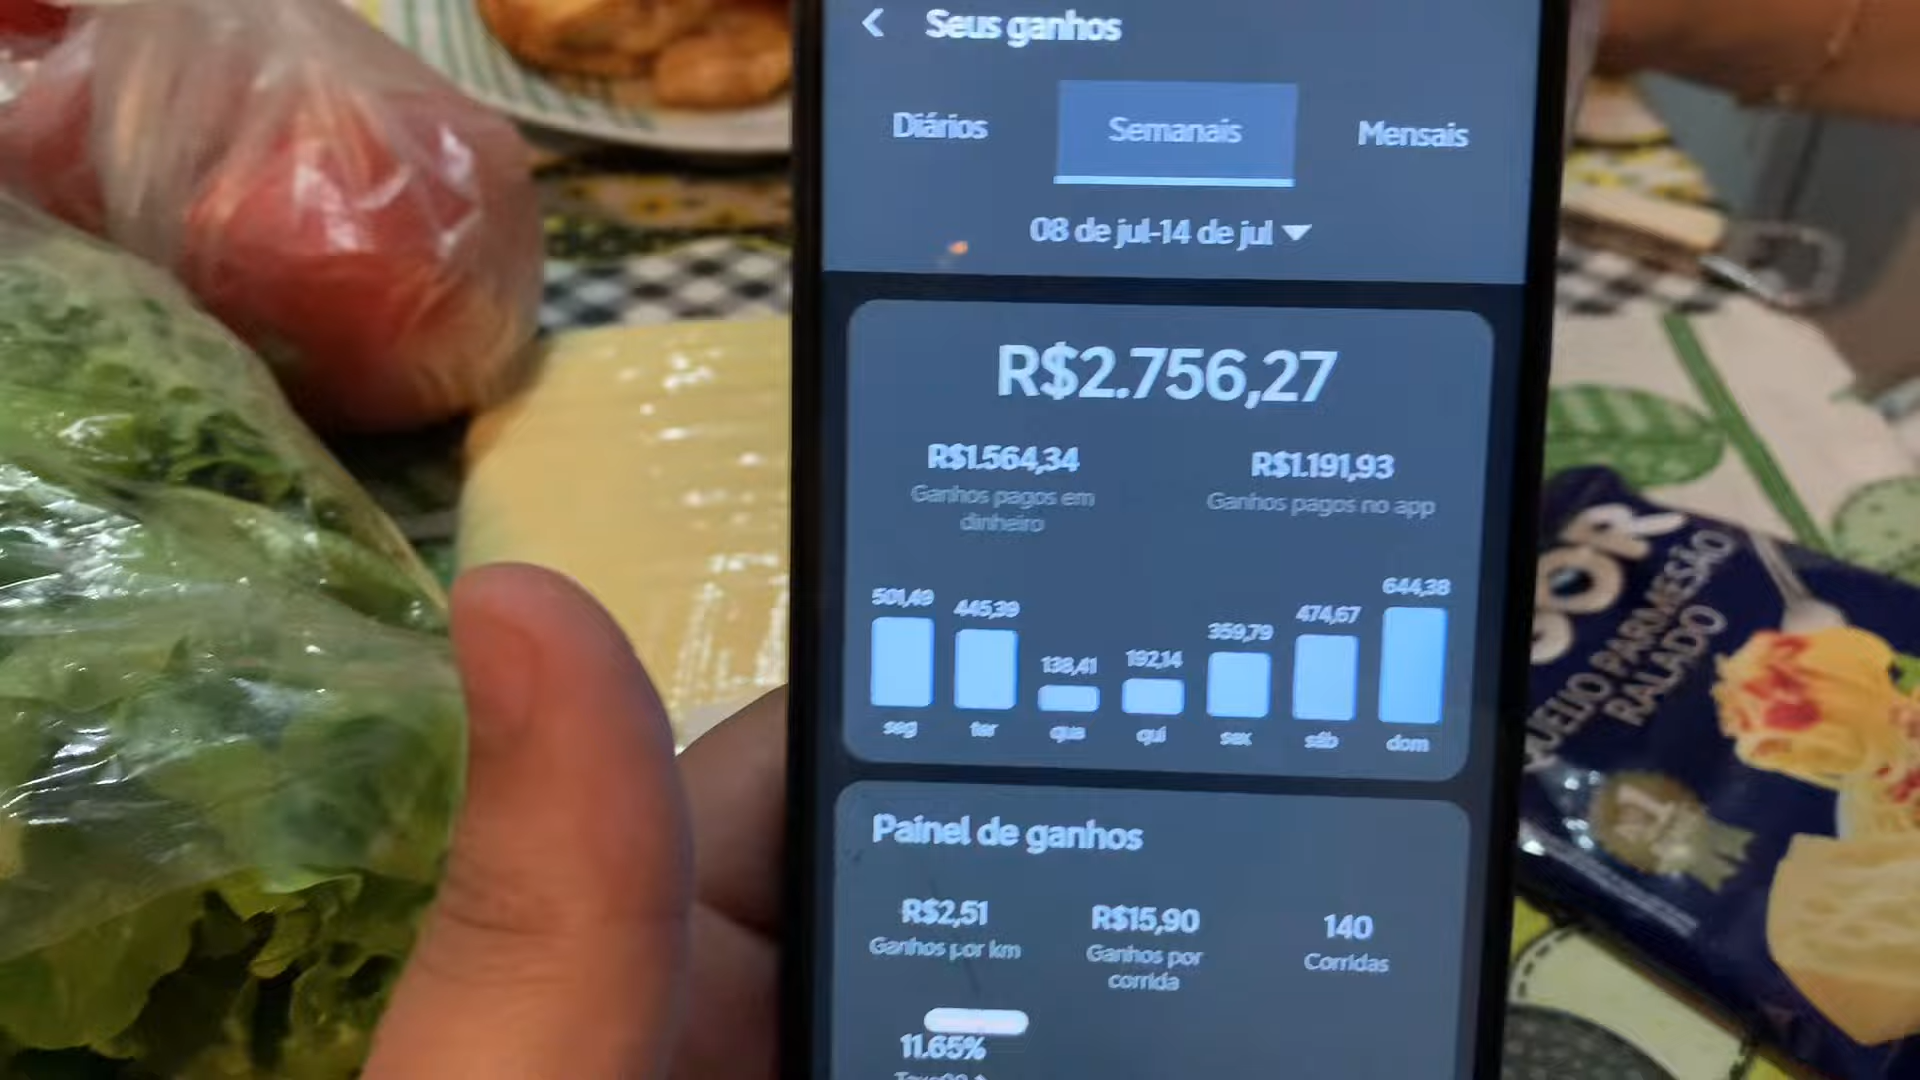 Seus ganhos
Diários Semanais Mensais
08 de jul-14 de jul
R$2.756,27
R$1.564,34 R$1.191,93
Ganhos pagos em dinheiro Ganhos pagos no app
501,49 445,39 138,41 192,14 359,79 474,67 644,38
seg ter qua qui sex sáb dom
Painel de ganhos
R$2,51 R$15,90 140
Ganhos por km Ganhos por corrida Corridas
11.65%
QUEIJO PARMESÃO
RALADO